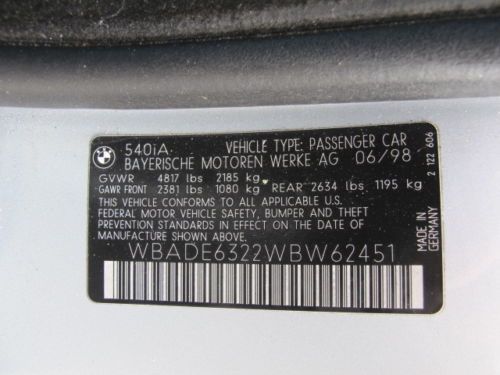 BMW
540iA VEHICLE TYPE: PASSENGER CAR
BAYERISCHE MOTOREN WERKE AG 06/98
GVWR 4817 lbs 2185 kg
GAWR FRONT 2381 lbs 1080 kg REAR 2634 lbs 1195 kg
THIS VEHICLE CONFORMS TO ALL APPLICABLE U.S.
FEDERAL MOTOR VEHICLE SAFETY, BUMPER AND THEFT
PREVENTION STANDARDS IN EFFECT ON THE DATE
OF MANUFACTURE SHOWN ABOVE.
WBADE6322WBW62451
2 122 606
MADE IN
GERMANY